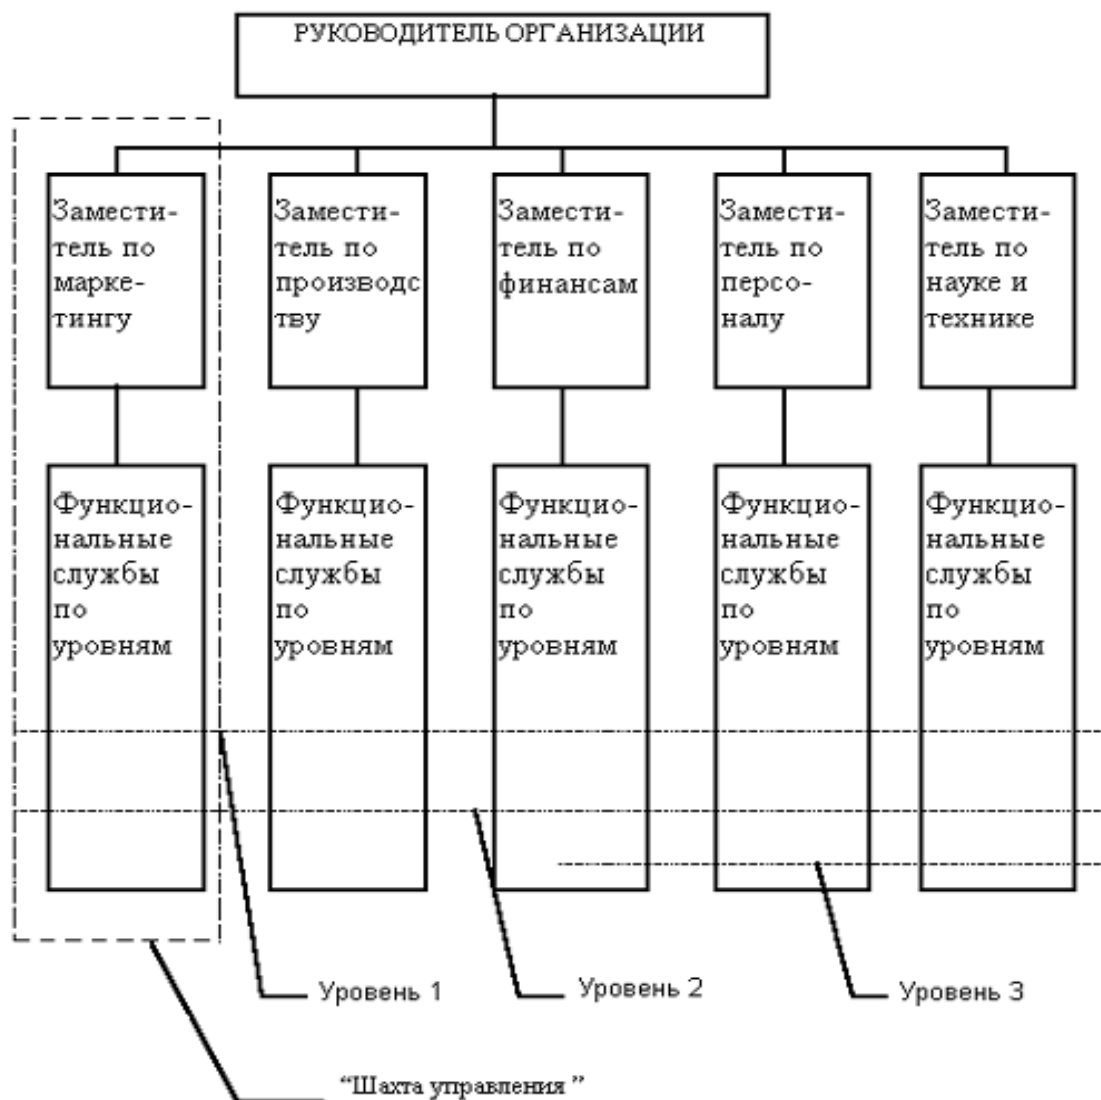 РУКОВОДИТЕЛЬ ОРГАНИЗАЦИИ
Замести-
тель по
марке-
тингу
Замести-
тель по
производс
тву
Замести-
тель по
финансам
Замести-
тель по
персо-
налу
Замести-
тель по
науке и
технике
Функцио-
нальные
службы
по
уровням
Функцио-
нальные
службы
по
уровням
Функцио-
нальные
службы
по
уровням
Функцио-
нальные
службы
по
уровням
Функцио-
нальные
службы
по
уровням
Уровень 1
Уровень 2
Уровень 3
“Шахта управления ”